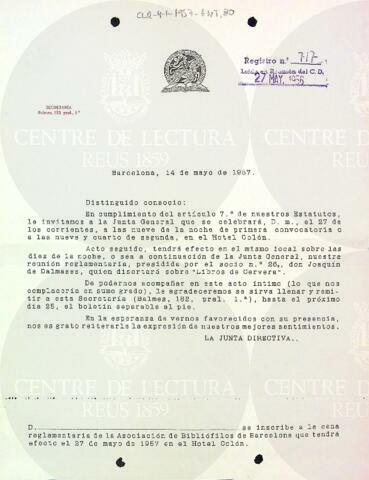 CLR-4-1-1957-Ent,80
Registro n.º 717
Leído en Reunión del C. D.
27 MAY. 1956
SECRETARÍA
Balmes, 182, pral. 1.ª
CENTRE DE LECTURA
REUS 1859
Barcelona, 14 de mayo de 1957.
Distinguido consocio:
En cumplimiento del artículo 7.º de nuestros Estatutos,
le invitamos a la Junta General que se celebrará, D. m., el 27 de
los corrientes, a las nueve de la noche de primera convocatoria o
a las nueve y cuarto de segunda, en el Hotel Colón.
Acto seguido, tendrá efecto en el mismo local sobre las
diez de la noche, o sea a continuación de la Junta General, nuestra
reunión reglamentaria, presidida por el socio n.º 26, don Joaquín
de Dalmases, quien disertará sobre "Libros de Cervera".
De podernos acompañar en este acto íntimo (lo que nos
complacería en sumo grado), le agradeceremos se sirva llenar y remi-
tir a esta Secretaría (Balmes, 182, pral. 1.ª), hasta el próximo
día 25, el boletín separable al pie.
En la esperanza de vernos favorecidos con su presencia,
nos es grato reiterarle la expresión de nuestros mejores sentimientos.
LA JUNTA DIRECTIVA.
CENTRE DE LECTURA
REUS 1859
D. se inscribe a la cena
reglamentaria de la Asociación de Bibliófilos de Barcelona que tendrá
efecto el 27 de mayo de 1957 en el Hotel Colón.